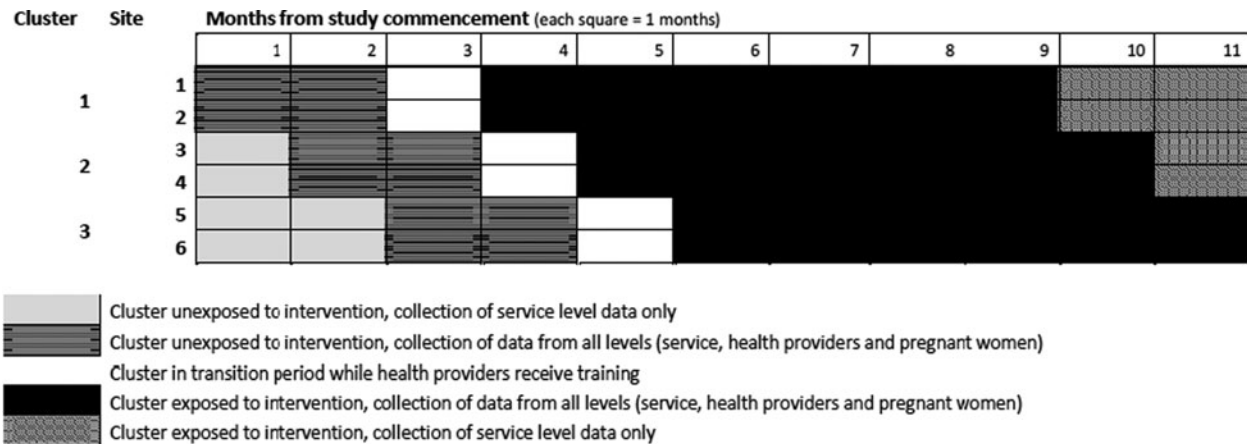 Cluster Site Months from study commencement (each square = 1 months)
1 2 3 4 5 6 7 8 9 10 11
1
1
2
2
3
4
3
5
6
Cluster unexposed to intervention, collection of service level data only
Cluster unexposed to intervention, collection of data from all levels (service, health providers and pregnant women)
Cluster in transition period while health providers receive training
Cluster exposed to intervention, collection of data from all levels (service, health providers and pregnant women)
Cluster exposed to intervention, collection of service level data only